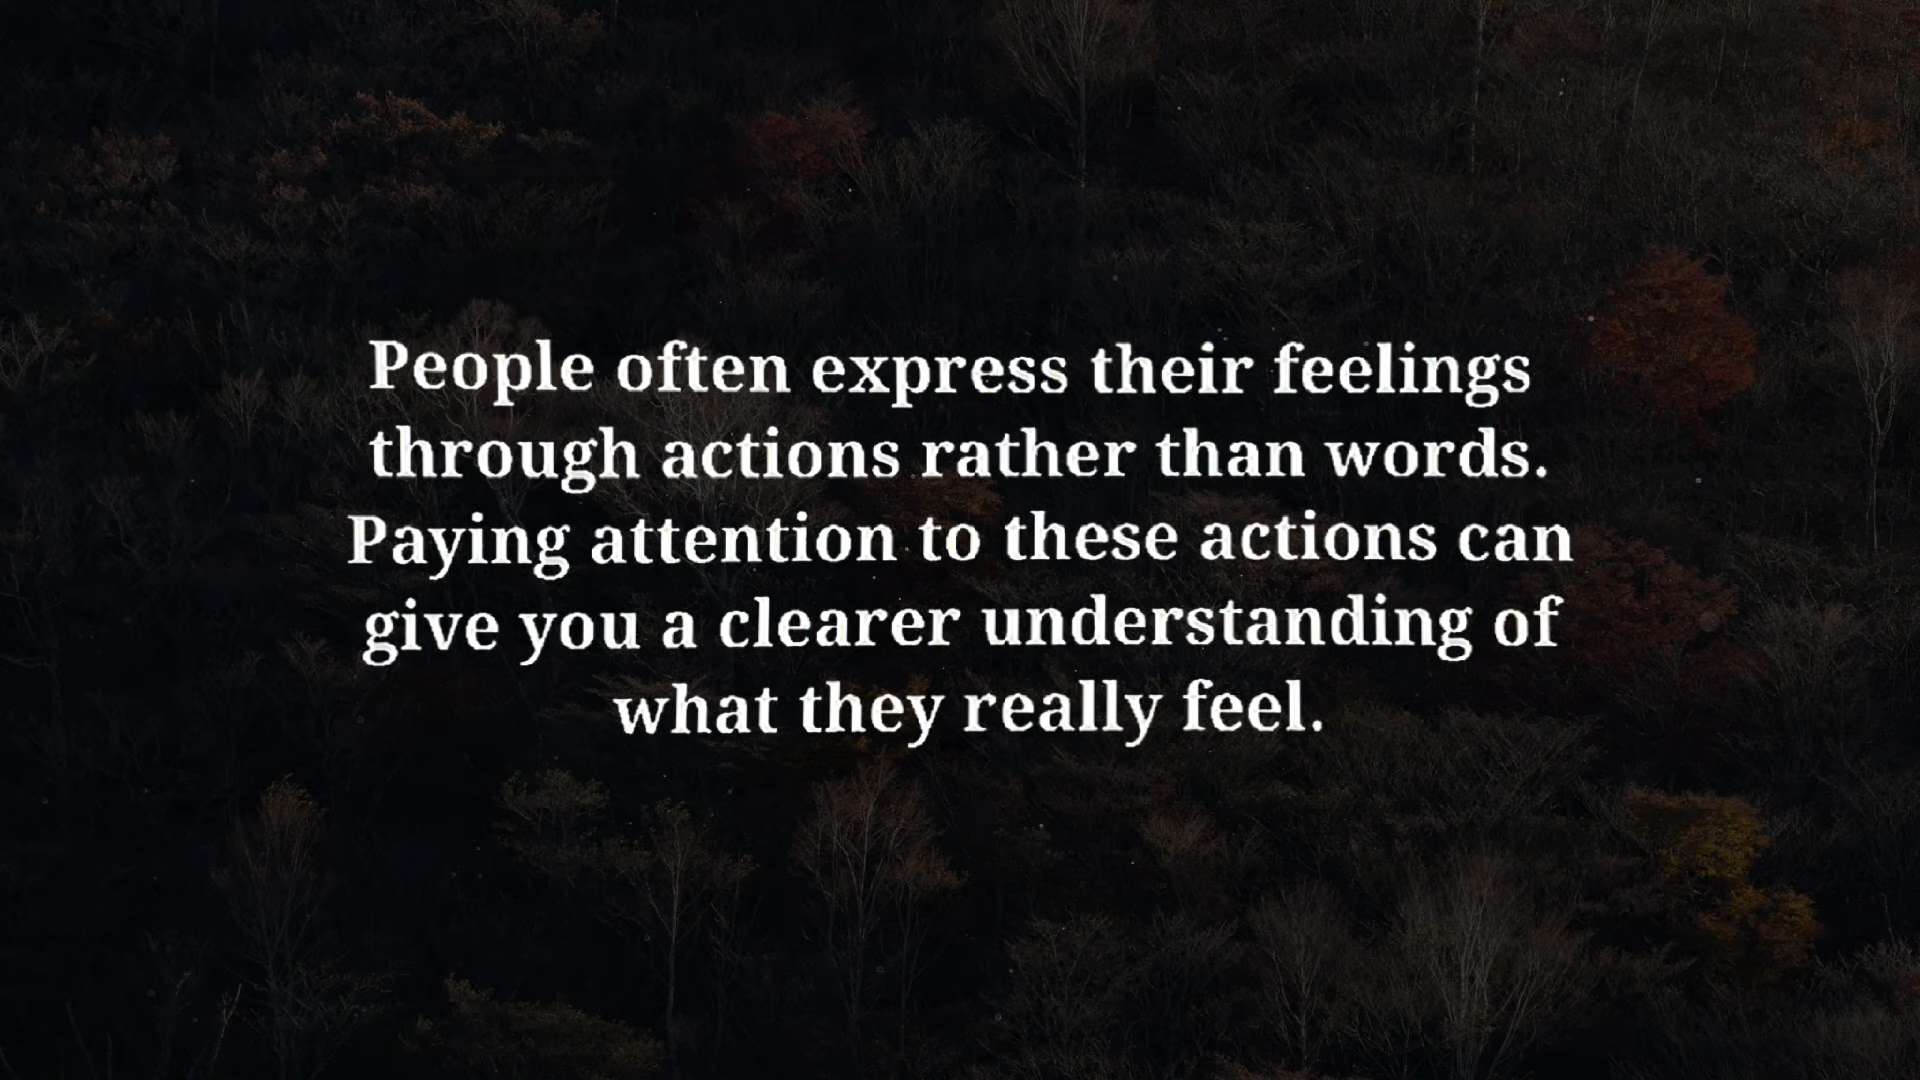 People often express their feelings
through actions rather than words.
Paying attention to these actions can
give you a clearer understanding of
what they really feel.